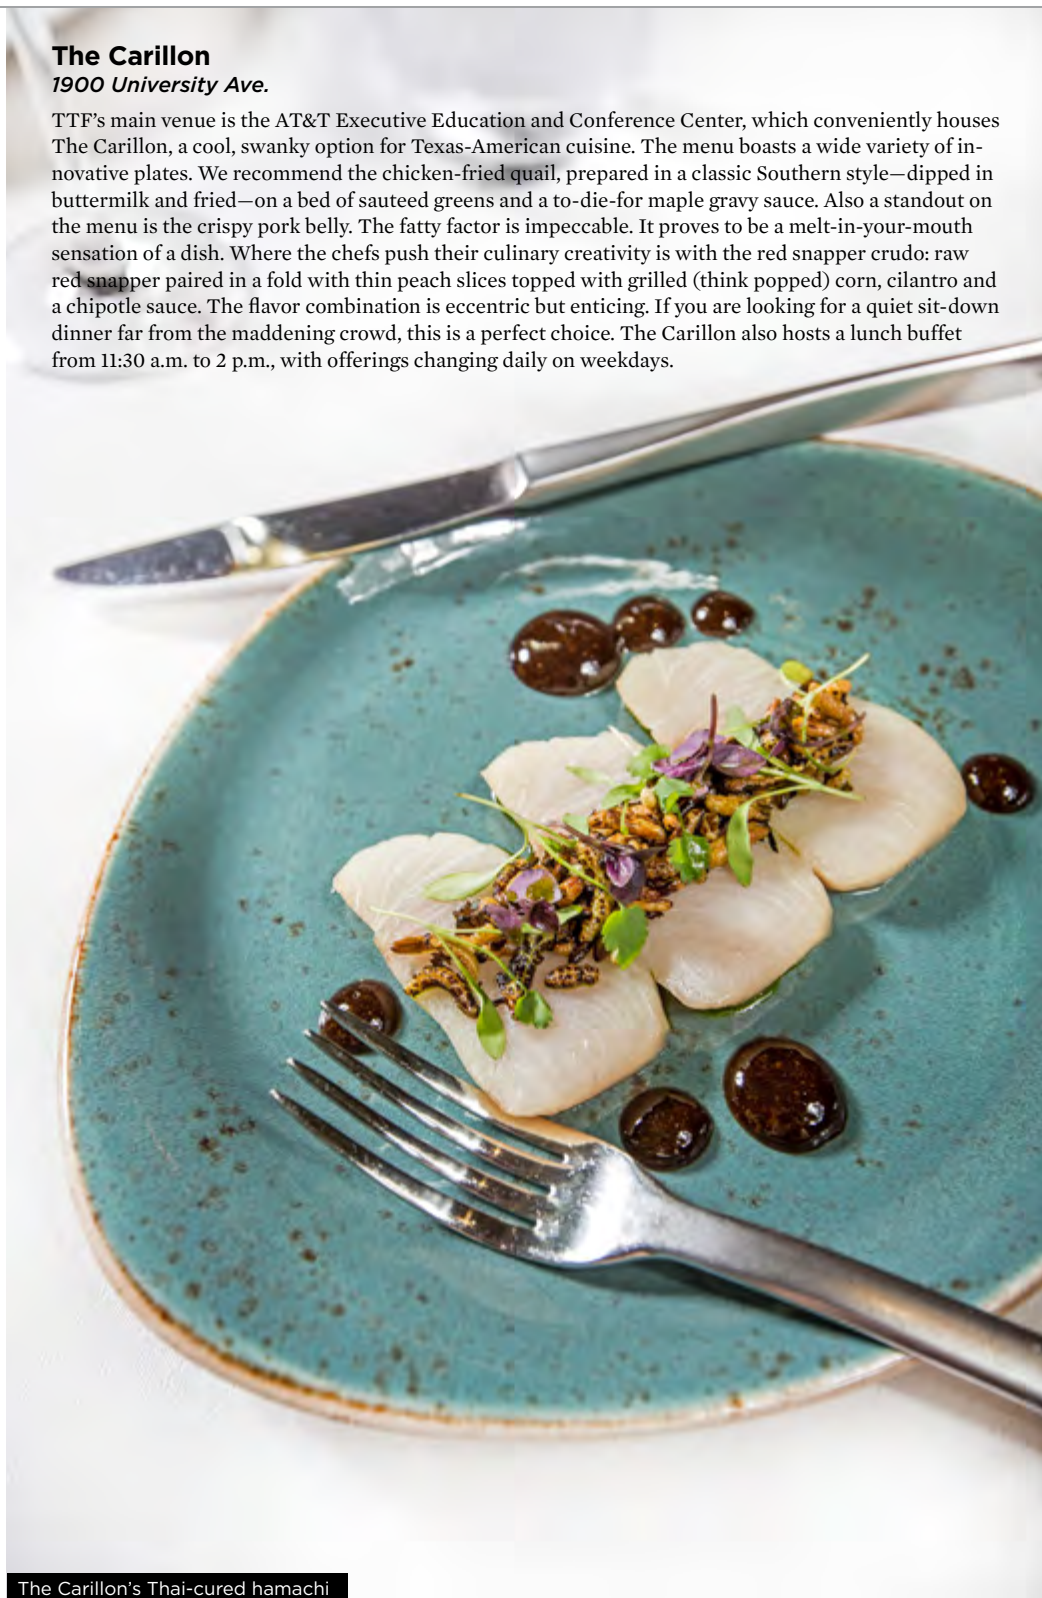 The Carillon
1900 University Ave.
TTF’s main venue is the AT&T Executive Education and Conference Center, which conveniently houses
The Carillon, a cool, swanky option for Texas-American cuisine. The menu boasts a wide variety of in-
novative plates. We recommend the chicken-fried quail, prepared in a classic Southern style—dipped in
buttermilk and fried—on a bed of sauteed greens and a to-die-for maple gravy sauce. Also a standout on
the menu is the crispy pork belly. The fatty factor is impeccable. It proves to be a melt-in-your-mouth
sensation of a dish. Where the chefs push their culinary creativity is with the red snapper crudo: raw
red snapper paired in a fold with thin peach slices topped with grilled (think popped) corn, cilantro and
a chipotle sauce. The flavor combination is eccentric but enticing. If you are looking for a quiet sit-down
dinner far from the maddening crowd, this is a perfect choice. The Carillon also hosts a lunch buffet
from 11:30 a.m. to 2 p.m., with offerings changing daily on weekdays.
The Carillon’s Thai-cured hamachi